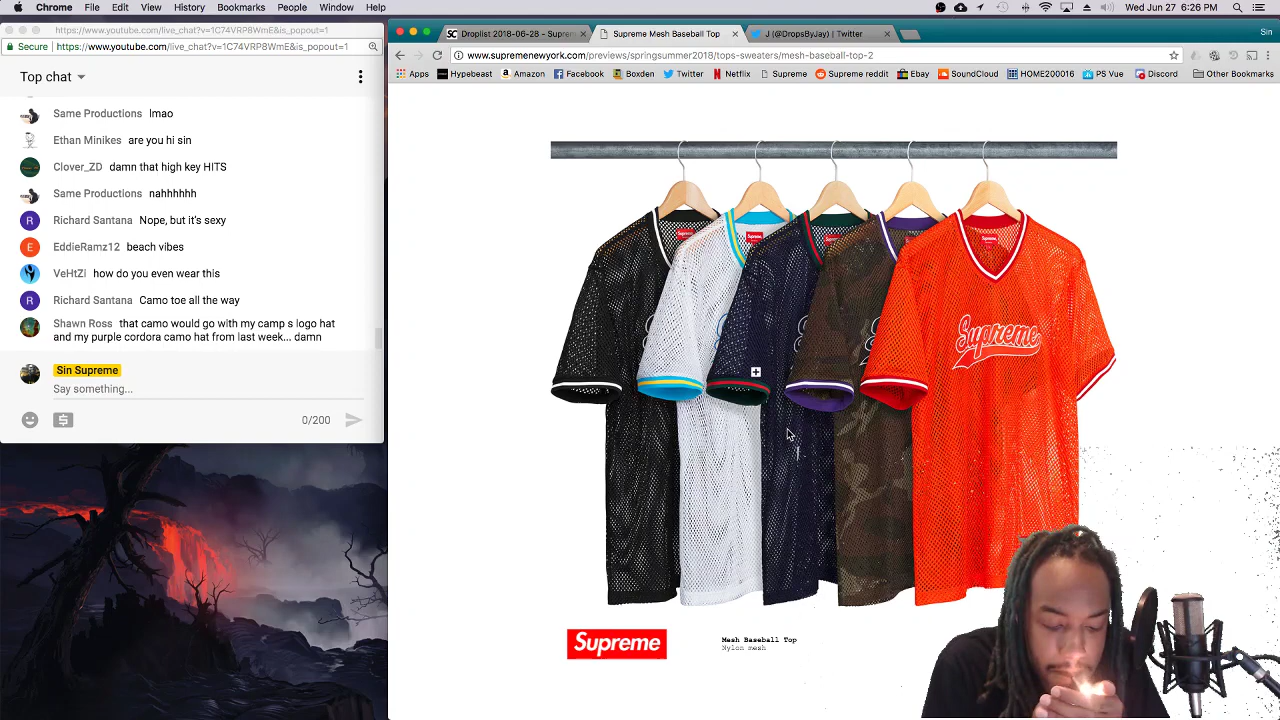 Chrome File Edit View History Bookmarks People Window Help
Wed Jun 27 6:53 PM
https://www.youtube.com/live_chat?v=1C74VRP8WmE&is_popout=1
Secure https://www.youtube.com/live_chat?v=1C74VRP8WmE&is_popout=1
Top chat
Same Productions lmao
Ethan Minikes are you hi sin
Clover_ZD damn that high key HITS
Same Productions nahhhhhh
Richard Santana Nope, but it's sexy
EddieRamz12 beach vibes
VeHtZi how do you even wear this
Richard Santana Camo toe all the way
Shawn Ross that camo would go with my camp s logo hat
and my purple cordora camo hat from last week... damn
Sin Supreme
Say something...
0/200
SC Droplist 2018-06-28 - Suprem
Supreme Mesh Baseball Top
J (@DropsByJay) | Twitter
Sin
www.supremenewyork.com/previews/springsummer2018/tops-sweaters/mesh-baseball-top-2
Apps Hypebeast Amazon Facebook Boxden Twitter Netflix Supeme Supreme reddit Ebay SoundCloud HOME2KB16 PS Vue Discord Other Bookmarks
Supreme
Supreme
Mesh Baseball Top
Nylon mesh